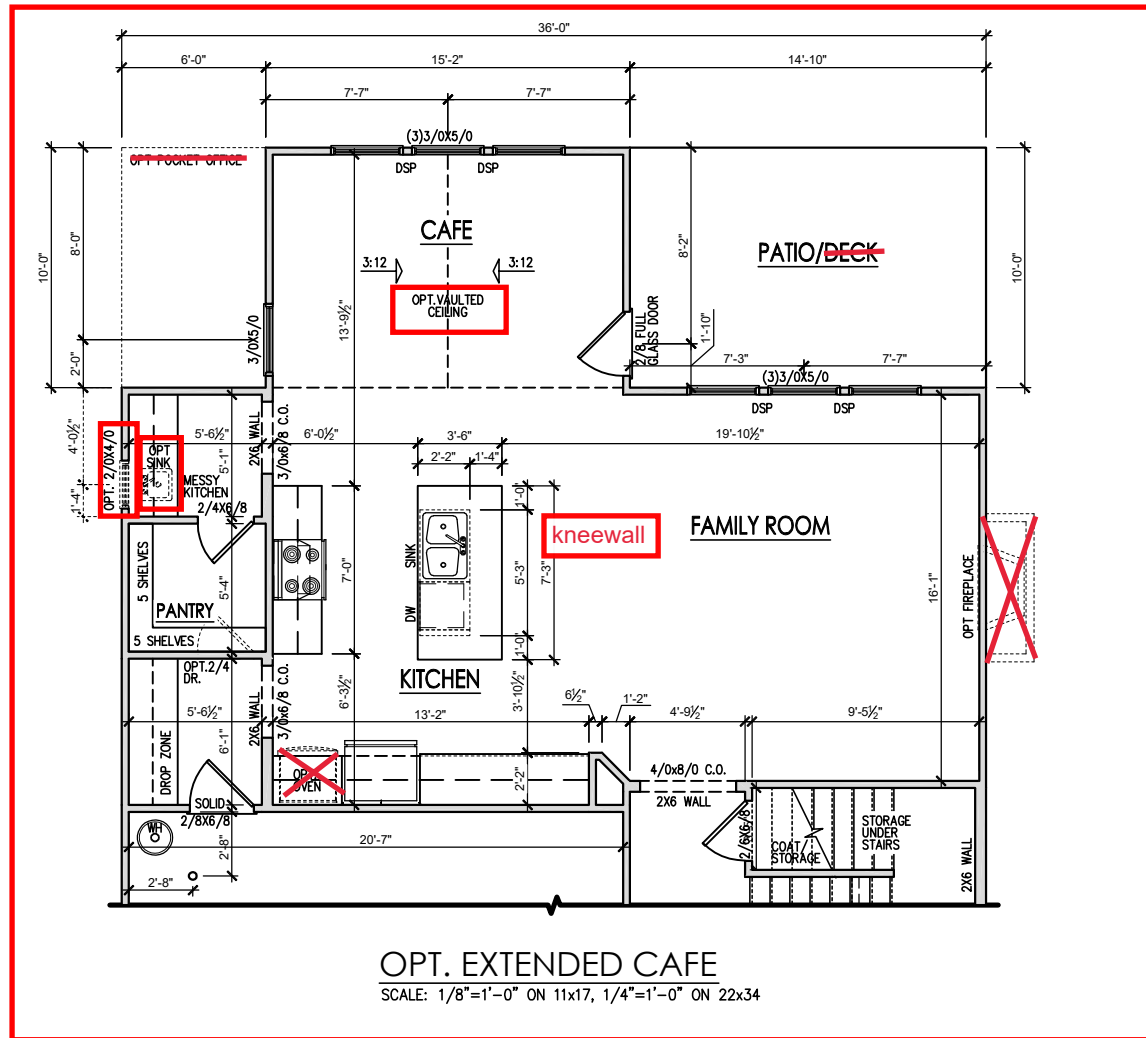 36'-0"
6'-0"
15'-2"
14'-10"
7'-7"
7'-7"
(3)3/0X5/0
DSP
DSP
OPT POCKET OFFICE
CAFE
3:12
3:12
OPT.VAULTED
CEILING
13'-9½"
PATIO/DECK
8'-2"
10'-0"
10'-0"
8'-0"
2'-0"
3/0X5/0
2/8 FULL
GLASS DOOR
1'-10"
7'-3"
7'-7"
(3)3/0X5/0
DSP
DSP
4'-0½"
1'-4"
OPT. 2/0X4/0
OPT
SINK
5'-6½"
5'-1"
2X6 WALL
3/0x6/8 C.O.
6'-0½"
3'-6"
2'-2"
1'-4"
19'-10½"
MESSY
KITCHEN
2/4X6/8
1'-0"
SINK
5'-3"
7'-3"
DW
1'-0"
7'-0"
kneewall
FAMILY ROOM
16'-1"
OPT FIREPLACE
5 SHELVES
5'-4"
PANTRY
5 SHELVES
OPT.2/4
DR.
3/0x6/8 C.O.
2X6 WALL
KITCHEN
6'-3½"
3'-10½"
6½"
1'-2"
5'-6½"
13'-2"
4'-9½"
9'-5½"
DROP ZONE
6'-1"
2'-2"
OPT
OVEN
4/0x8/0 C.O.
2X6 WALL
SOLID
2/8X6/8
WH
2'-8"
20'-7"
2'-8"
2/6X6/8
COAT
STORAGE
STORAGE
UNDER
STAIRS
2X6 WALL
OPT. EXTENDED CAFE
SCALE: 1/8"=1'-0" ON 11x17, 1/4"=1'-0" ON 22x34